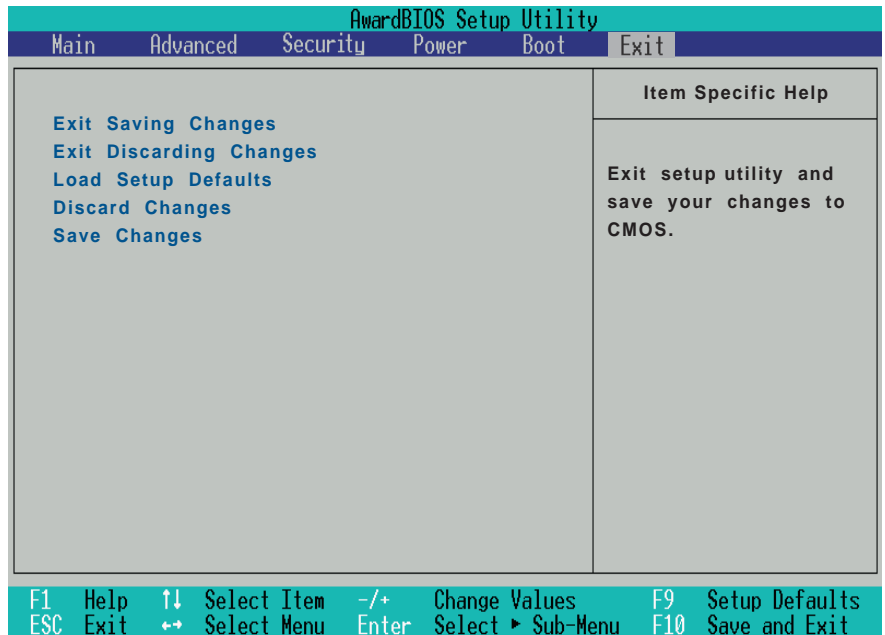 AwardBIOS Setup Utility
Main Advanced Security Power Boot Exit
Exit Saving Changes
Exit Discarding Changes
Load Setup Defaults
Discard Changes
Save Changes
Item Specific Help
Exit setup utility and
save your changes to
CMOS.
F1 Help ↑↓ Select Item -/+ Change Values F9 Setup Defaults
ESC Exit ←→ Select Menu Enter Select ► Sub-Menu F10 Save and Exit